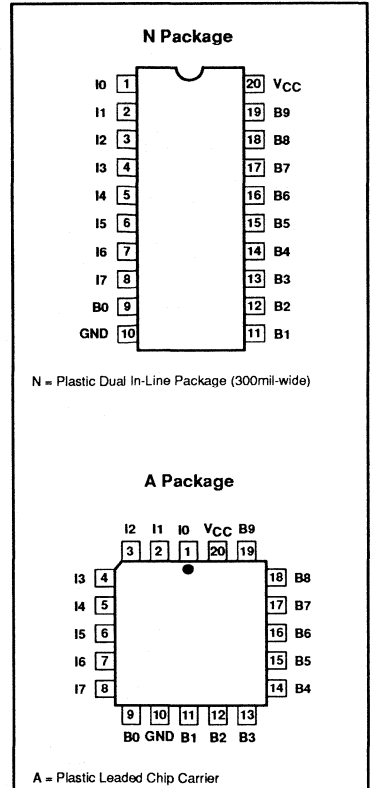 N Package
I0 1 20 VCC
I1 2 19 B9
I2 3 18 B8
I3 4 17 B7
I4 5 16 B6
I5 6 15 B5
I6 7 14 B4
I7 8 13 B3
B0 9 12 B2
GND 10 11 B1
N = Plastic Dual In-Line Package (300mil-wide)
A Package
I2 I1 I0 VCC B9
3 2 1 20 19
I3 4 18 B8
I4 5 17 B7
I5 6 16 B6
I6 7 15 B5
I7 8 14 B4
9 10 11 12 13
B0 GND B1 B2 B3
A = Plastic Leaded Chip Carrier